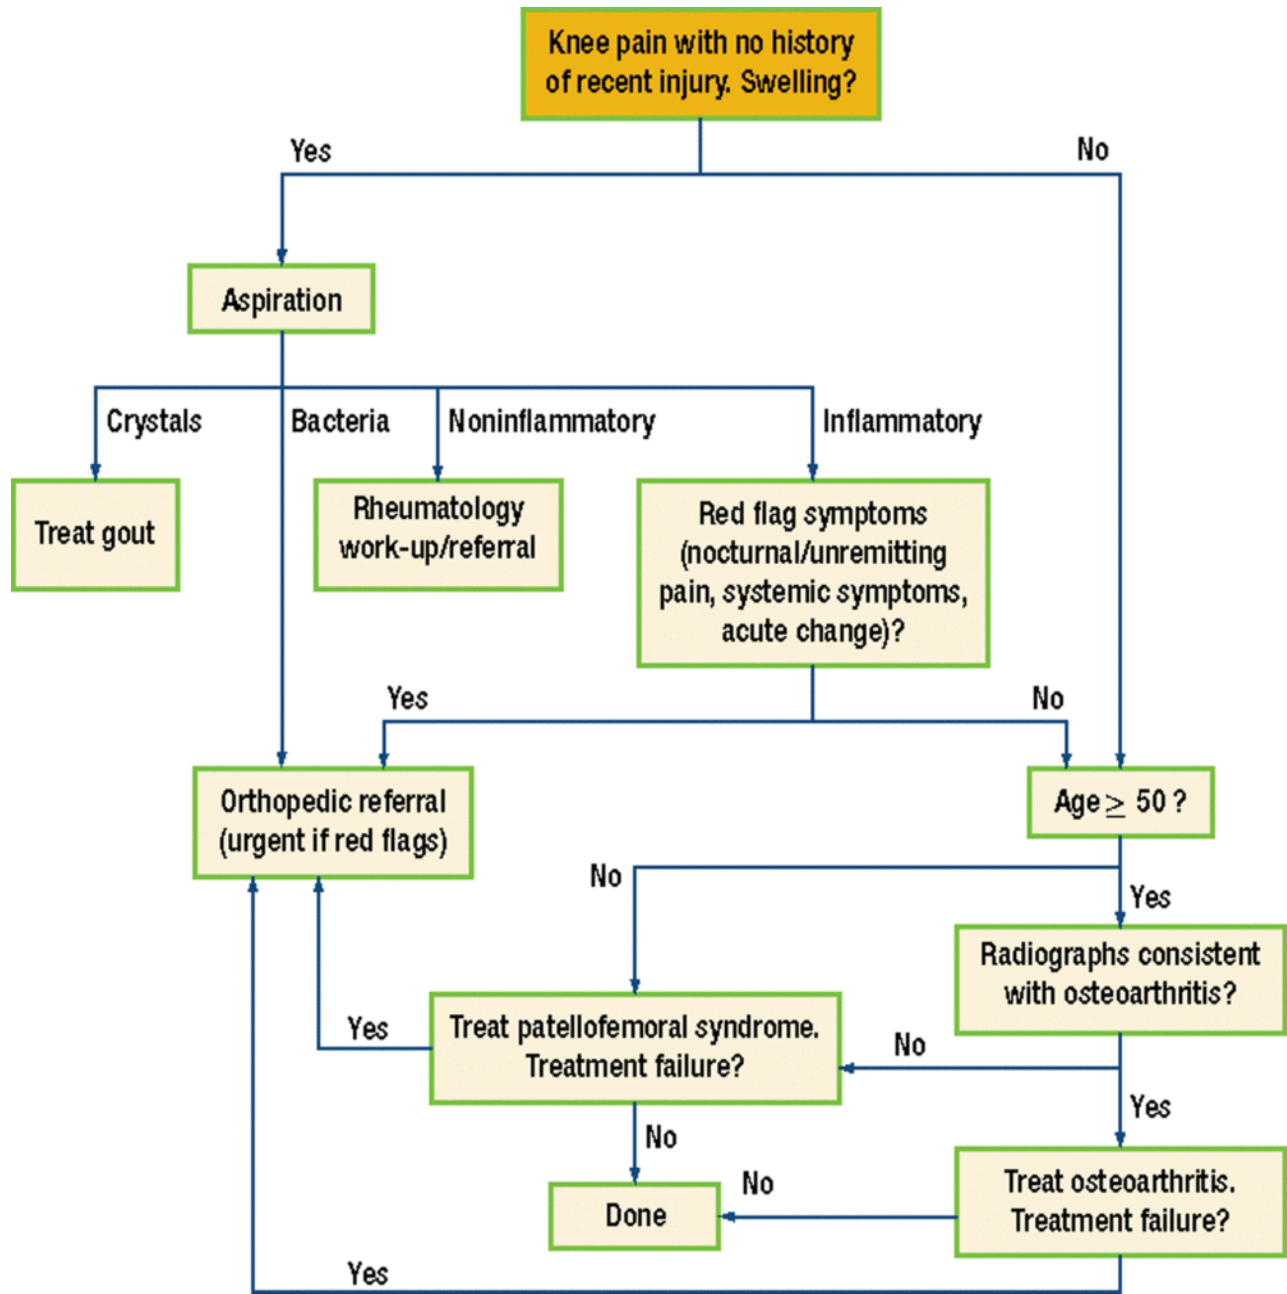 Knee pain with no history
of recent injury. Swelling?
Yes
No
Aspiration
Crystals
Bacteria
Noninflammatory
Inflammatory
Treat gout
Rheumatology
work-up/referral
Red flag symptoms
(nocturnal/unremitting
pain, systemic symptoms,
acute change)?
Yes
No
Orthopedic referral
(urgent if red flags)
Age ≥ 50 ?
No
Yes
Radiographs consistent
with osteoarthritis?
Treat patellofemoral syndrome.
Treatment failure?
Yes
No
Yes
No
Treat osteoarthritis.
Treatment failure?
No
Done
Yes